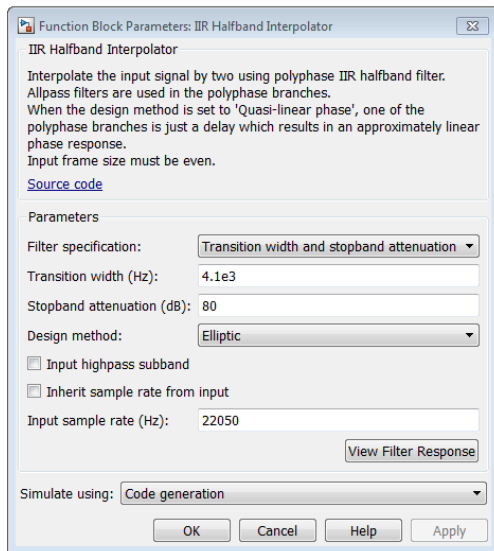 Function Block Parameters: IIR Halfband Interpolator
IIR Halfband Interpolator
Interpolate the input signal by two using polyphase IIR halfband filter.
Allpass filters are used in the polyphase branches.
When the design method is set to 'Quasi-linear phase', one of the
polyphase branches is just a delay which results in an approximately linear
phase response.
Input frame size must be even.
Source code
Parameters
Filter specification: Transition width and stopband attenuation
Transition width (Hz): 4.1e3
Stopband attenuation (dB): 80
Design method: Elliptic
Input highpass subband
Inherit sample rate from input
Input sample rate (Hz): 22050
View Filter Response
Simulate using: Code generation
OK Cancel Help Apply